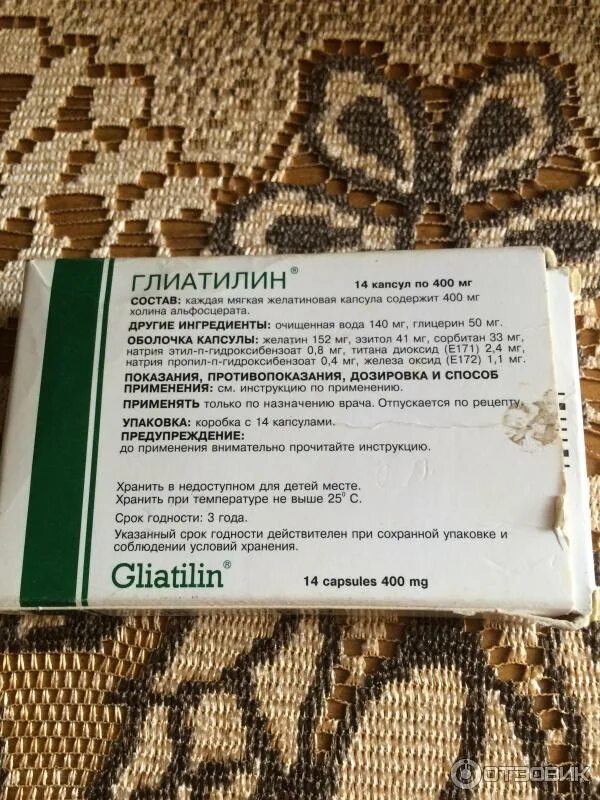 ГЛИАТИЛИН® 14 капсул по 400 мг
СОСТАВ: каждая мягкая желатиновая капсула содержит 400 мг
холина альфосцерата.
ДРУГИЕ ИНГРЕДИЕНТЫ: очищенная вода 140 мг, глицерин 50 мг.
ОБОЛОЧКА КАПСУЛЫ: желатин 152 мг, эзитол 41 мг, сорбитан 33 мг,
натрия этил-п-гидроксибензоат 0,8 мг, титана диоксид (Е171) 2,4 мг,
натрия пропил-п-гидроксибензоат 0,4 мг, железа оксид (Е172) 1,1 мг.
ПОКАЗАНИЯ, ПРОТИВОПОКАЗАНИЯ, ДОЗИРОВКА И СПОСОБ
ПРИМЕНЕНИЯ: см. инструкцию по применению.
ПРИМЕНЯТЬ только по назначению врача. Отпускается по рецепту.
УПАКОВКА: коробка с 14 капсулами.
ПРЕДУПРЕЖДЕНИЕ:
до применения внимательно прочитайте инструкцию.
Хранить в недоступном для детей месте.
Хранить при температуре не выше 25° С.
Срок годности: 3 года.
Указанный срок годности действителен при сохранной упаковке и
соблюдении условий хранения.
Gliatilin® 14 capsules 400 mg
ОТЗОВИК